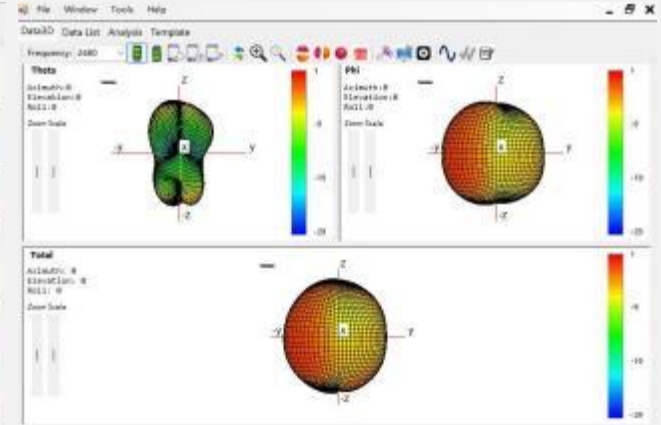 File Window Tools Help
Data3D Data List Analysis Template
Frequency: 2480
Theta
Azimuth:0
Elevation:0
Roll:0
Zoom Scale
Z
-Y
X
Y
-Z
Phi
Azimuth:0
Elevation:0
Roll:0
Zoom Scale
Z
-Y
X
Y
-Z
Total
Azimuth: 0
Elevation: 0
Roll: 0
Zoom Scale
Z
-Y
X
Y
-Z